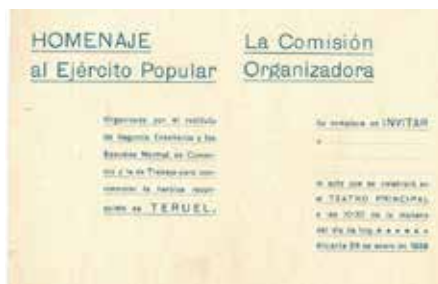 HOMENAJE
al Ejército Popular
Organizado por el Instituto
de Segunda Enseñanza y las
Escuelas Normal, de Comer-
cio y la de Trabajo para con-
memorar la heroica recon-
quista de TERUEL.
La Comisión
Organizadora
Se complace en INVITAR
a
al acto que se celebrará en
el TEATRO PRINCIPAL
a las 10'30 de la mañana
del día de hoy
Alicante 29 de enero de 1938